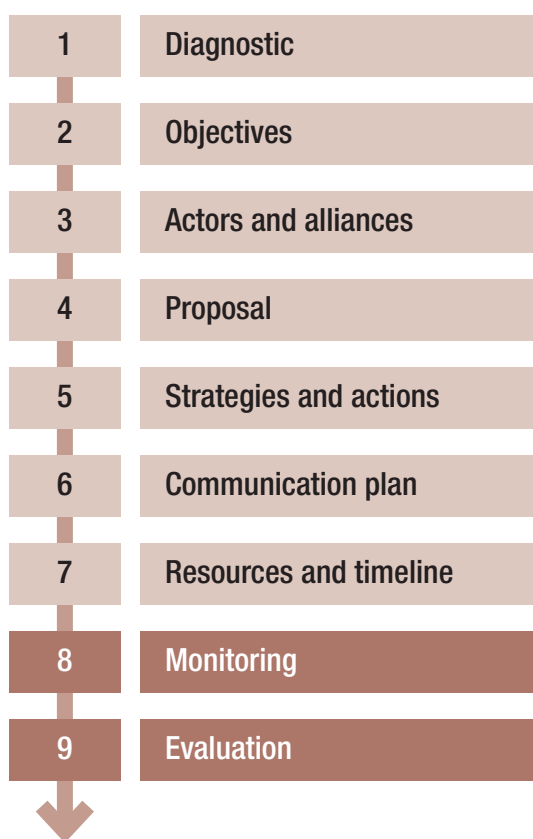 1 Diagnostic
2 Objectives
3 Actors and alliances
4 Proposal
5 Strategies and actions
6 Communication plan
7 Resources and timeline
8 Monitoring
9 Evaluation